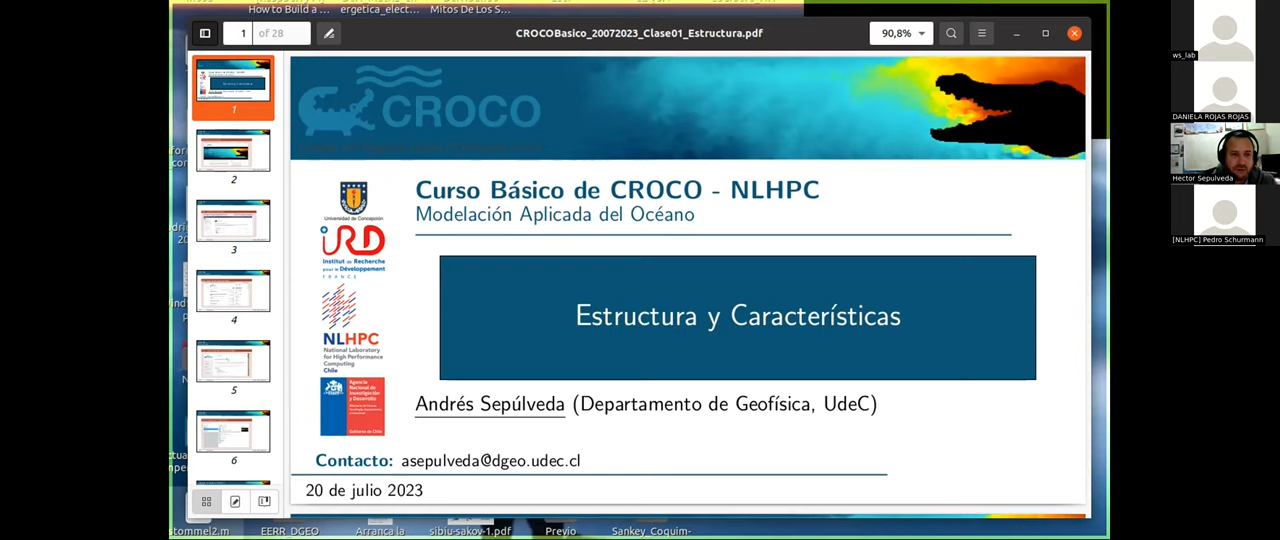 How to Build a ...
ergetica_elect...
Mitos De Los S...
1 of 28
CROCOBasico_20072023_Clase01_Estructura.pdf
90,8%
CROCO
Universidad de Concepción
IRD
Institut de Recherche
pour le Développement
FRANCE
NLHPC
National Laboratory
for High Performance
Computing
Chile
Agencia
Nacional de
Investigación
y Desarrollo
Gobierno de Chile
Curso Básico de CROCO - NLHPC
Modelación Aplicada del Océano
Estructura y Características
Andrés Sepúlveda (Departamento de Geofísica, UdeC)
Contacto: asepulveda@dgeo.udec.cl
20 de julio 2023
1
2
3
4
5
6
stommel2.m
EERR_DGEO
Arranca la
sibiu-sakov-1.pdf
Previo
Sankey_Coquim-
ws_lab
DANIELA ROJAS ROJAS
Hector Sepulveda
[NLHPC] Pedro Schurmann